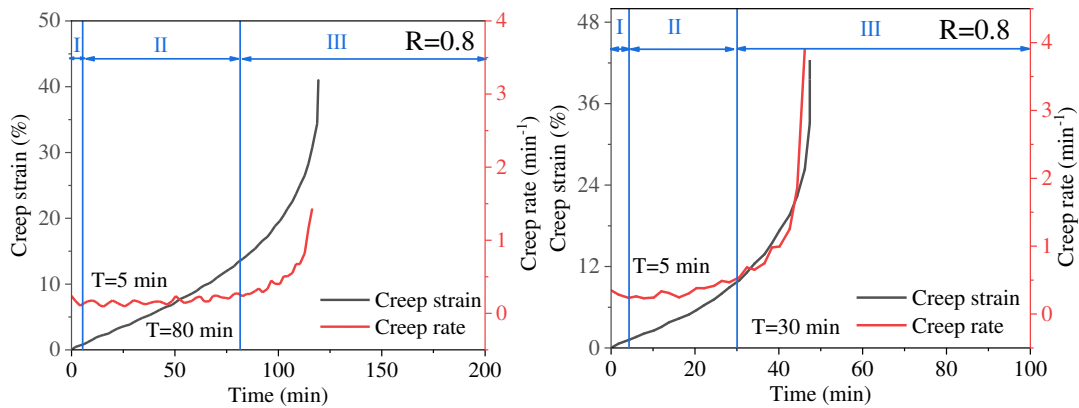 50
40
30
20
10
0
Creep strain (%)
I
II
III
R=0.8
T=5 min
T=80 min
Creep strain
Creep rate
0
50
100
150
200
Time (min)
4
3
2
1
0
Creep rate (min⁻¹)
48
36
24
12
0
Creep strain (%)
I
II
III
R=0.8
T=5 min
T=30 min
Creep strain
Creep rate
0
20
40
60
80
100
Time (min)
4
3
2
1
0
Creep rate (min⁻¹)